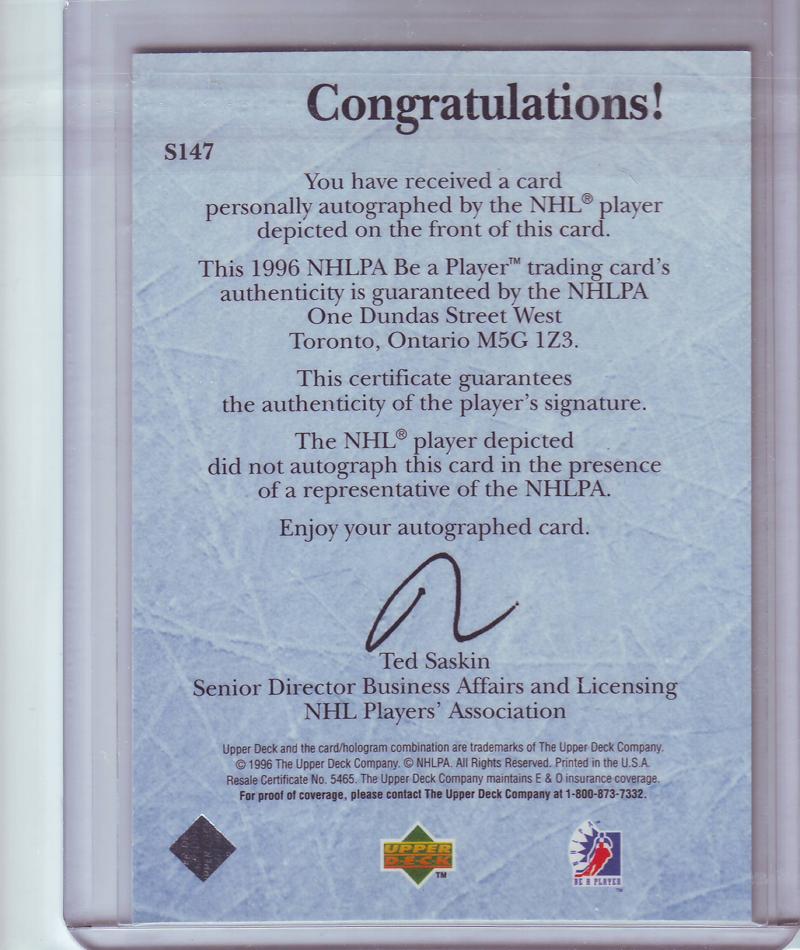 Congratulations!
S147
You have received a card
personally autographed by the NHL® player
depicted on the front of this card.
This 1996 NHLPA Be a Player™ trading card's
authenticity is guaranteed by the NHLPA
One Dundas Street West
Toronto, Ontario M5G 1Z3.
This certificate guarantees
the authenticity of the player's signature.
The NHL® player depicted
did not autograph this card in the presence
of a representative of the NHLPA.
Enjoy your autographed card.
Ted Saskin
Senior Director Business Affairs and Licensing
NHL Players' Association
Upper Deck and the card/hologram combination are trademarks of The Upper Deck Company.
© 1996 The Upper Deck Company. © NHLPA. All Rights Reserved. Printed in the U.S.A.
Resale Certificate No. 5465. The Upper Deck Company maintains E & O insurance coverage.
For proof of coverage, please contact The Upper Deck Company at 1-800-873-7332.
UPPER
DECK
™
NHLPA
BE A PLAYER
™